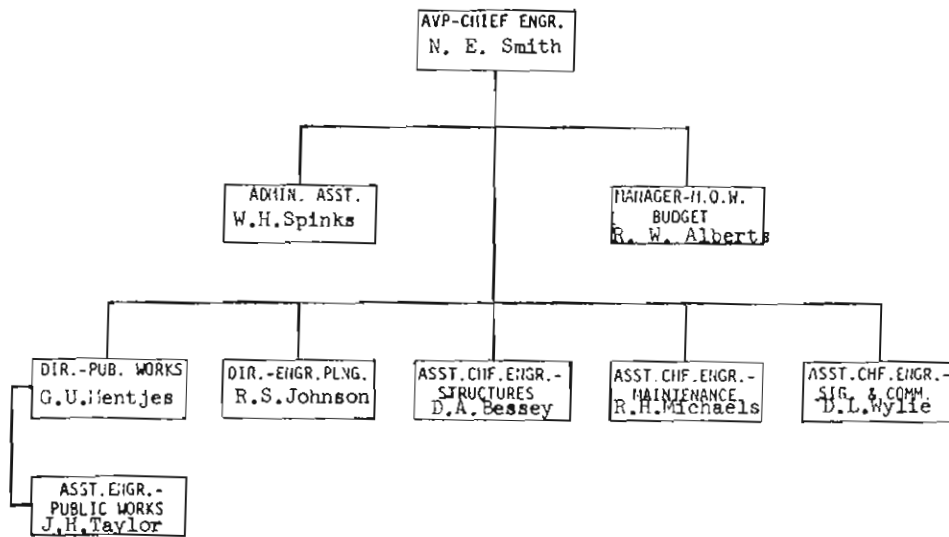 AVP-CHIEF ENGR.
N. E. Smith
ADMIN. ASST.
W.H.Spinks
MANAGER-M.O.W.
BUDGET
R. W. Alberts
DIR.-PUB. WORKS
G.U.Mentjes
DIR.-ENGR.PLNG.
R.S.Johnson
ASST.CHF.ENGR.-
STRUCTURES
D.A.Bessey
ASST.CHF.ENGR.-
MAINTENANCE
R.H.Michaels
ASST.CHF.ENGR.-
SIG. & COMM.
D.L.Wylie
ASST.ENGR.-
PUBLIC WORKS
J.H.Taylor